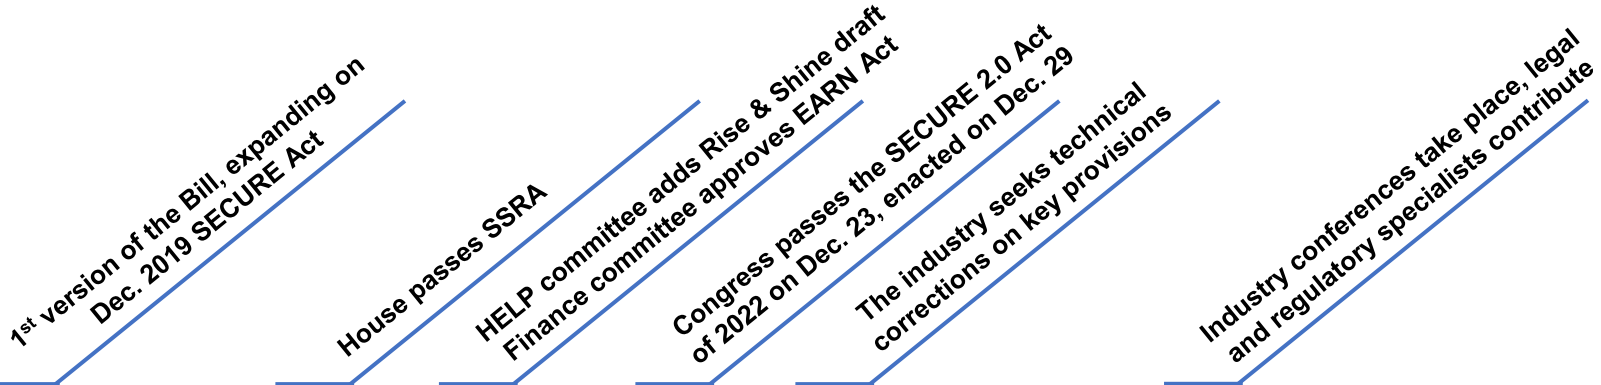 1st version of the Bill, expanding on
Dec. 2019 SECURE Act
House passes SSRA
HELP committee adds Rise & Shine draft
Finance committee approves EARN Act
Congress passes the SECURE 2.0 Act
of 2022 on Dec. 23, enacted on Dec. 29
The industry seeks technical
corrections on key provisions
Industry conferences take place, legal
and regulatory specialists contribute